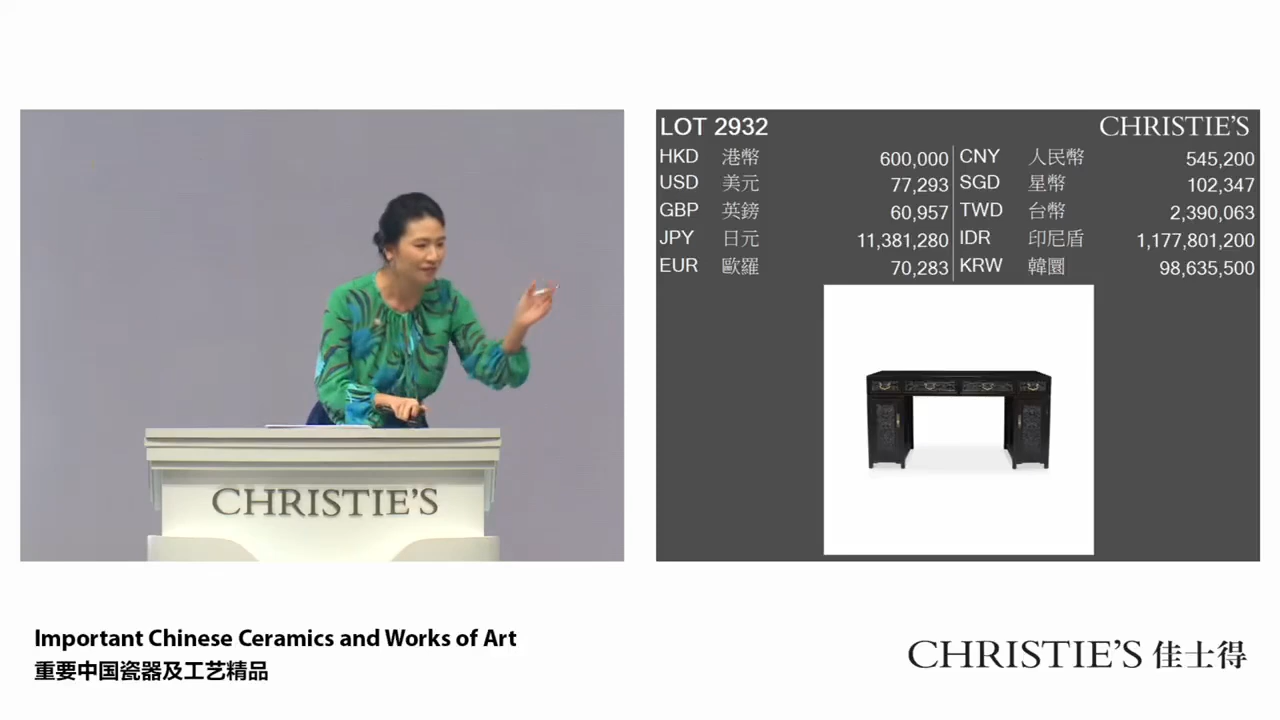 CHRISTIE'S
LOT 2932 CHRISTIE'S
HKD 港幣 600,000 CNY 人民幣 545,200
USD 美元 77,293 SGD 星幣 102,347
GBP 英鎊 60,957 TWD 台幣 2,390,063
JPY 日元 11,381,280 IDR 印尼盾 1,177,801,200
EUR 歐羅 70,283 KRW 韓圜 98,635,500
Important Chinese Ceramics and Works of Art
重要中国瓷器及工艺精品
CHRISTIE'S 佳士得